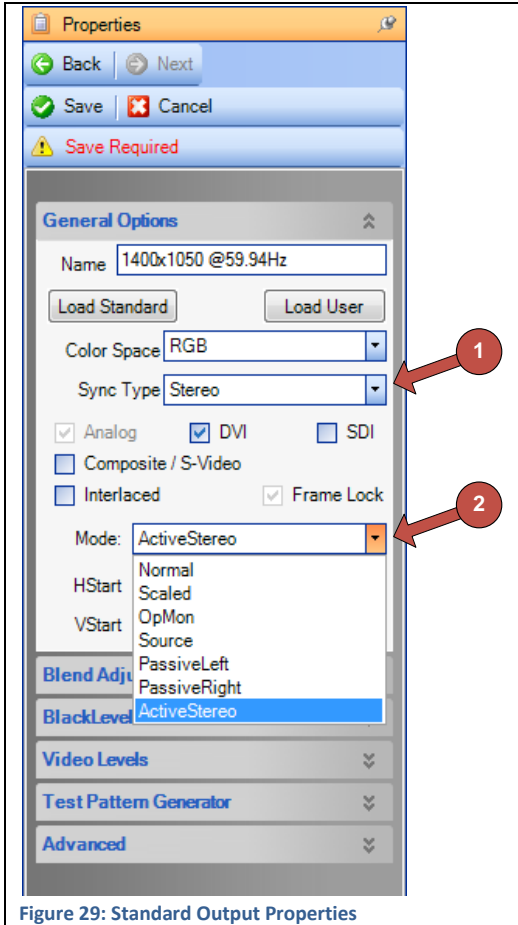 Properties
Back Next
Save Cancel
Save Required
General Options
Name 1400x1050 @59.94Hz
Load Standard Load User
Color Space RGB
1
Sync Type Stereo
Analog DVI SDI
Composite / S-Video
Interlaced Frame Lock
2
Mode: ActiveStereo
Normal
HStart
Scaled
OpMon
VStart
Source
PassiveLeft
Blend Adju
PassiveRight
BlackLevel
ActiveStereo
Video Levels
Test Pattern Generator
Advanced
Figure 29: Standard Output Properties